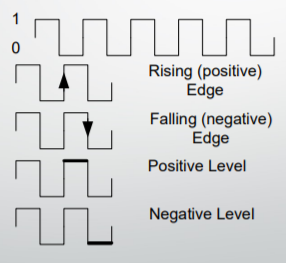 1
0
Rising (positive)
Edge
Falling (negative)
Edge
Positive Level
Negative Level